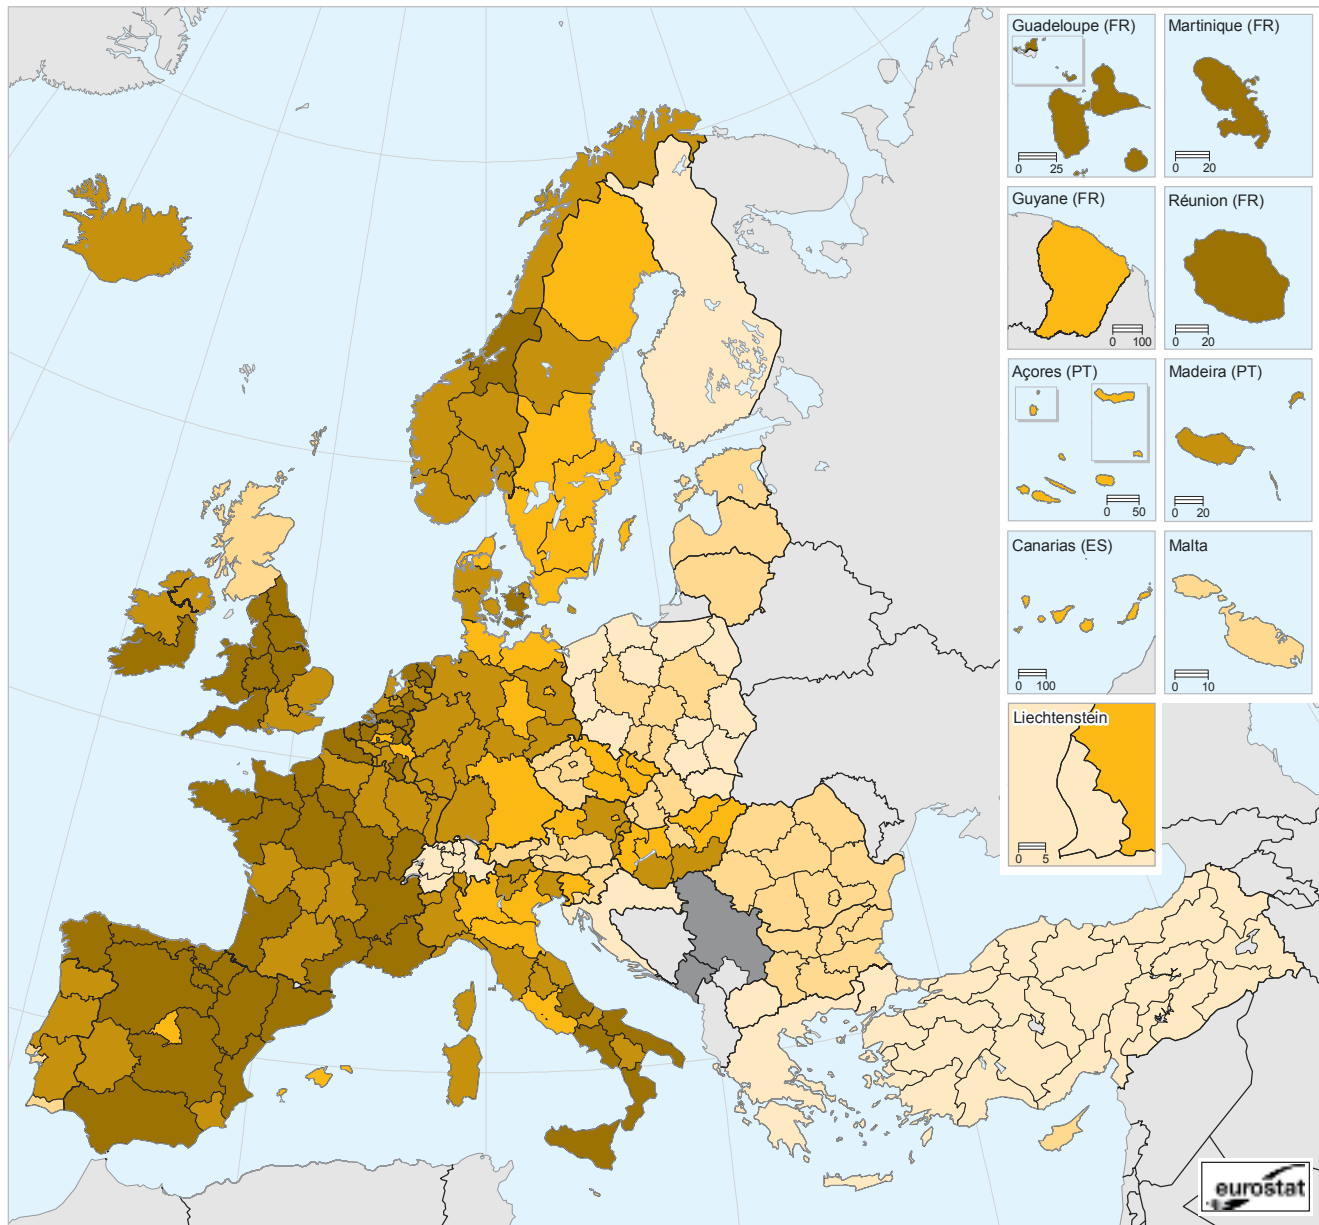 Guadeloupe (FR)
0 25
Martinique (FR)
0 20
Guyane (FR)
0 100
Réunion (FR)
0 20
Açores (PT)
0 50
Madeira (PT)
0 20
Canarias (ES)
0 100
Malta
0 10
Liechtenstein
0 5
eurostat